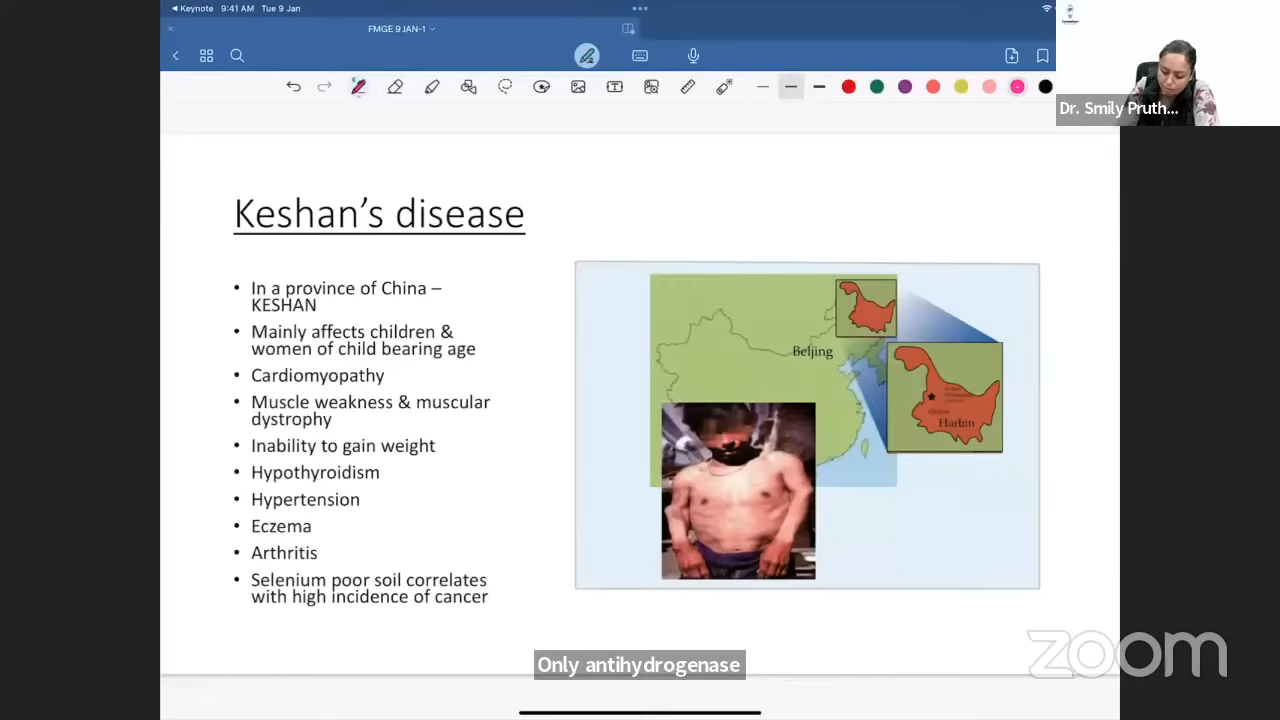 Keynote 9:41 AM Tue 9 Jan
FMGE 9 JAN-1
Dr. Smily Pruth...
Keshan's disease
• In a province of China –
KESHAN
• Mainly affects children &
women of child bearing age
• Cardiomyopathy
• Muscle weakness & muscular
dystrophy
• Inability to gain weight
• Hypothyroidism
• Hypertension
• Eczema
• Arthritis
• Selenium poor soil correlates
with high incidence of cancer
Beljing
Harbin
Only antihydrogenase
zoom